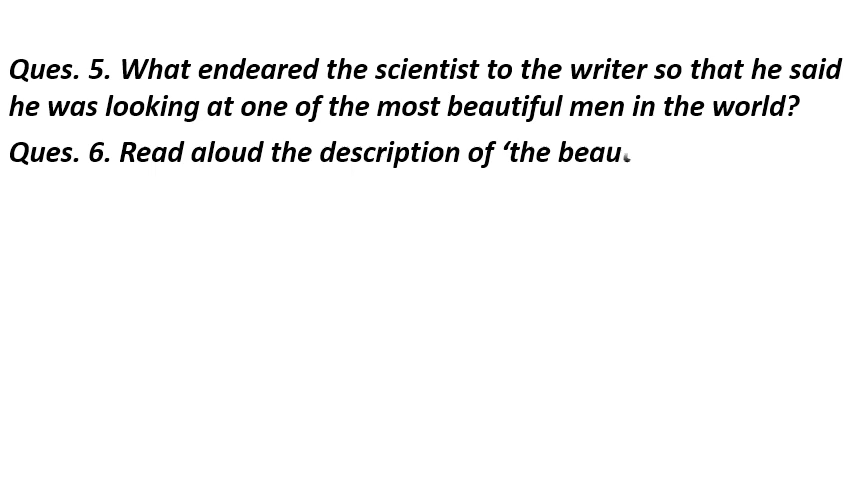 Ques. 5. What endeared the scientist to the writer so that he said
he was looking at one of the most beautiful men in the world?
Ques. 6. Read aloud the description of ‘the beau